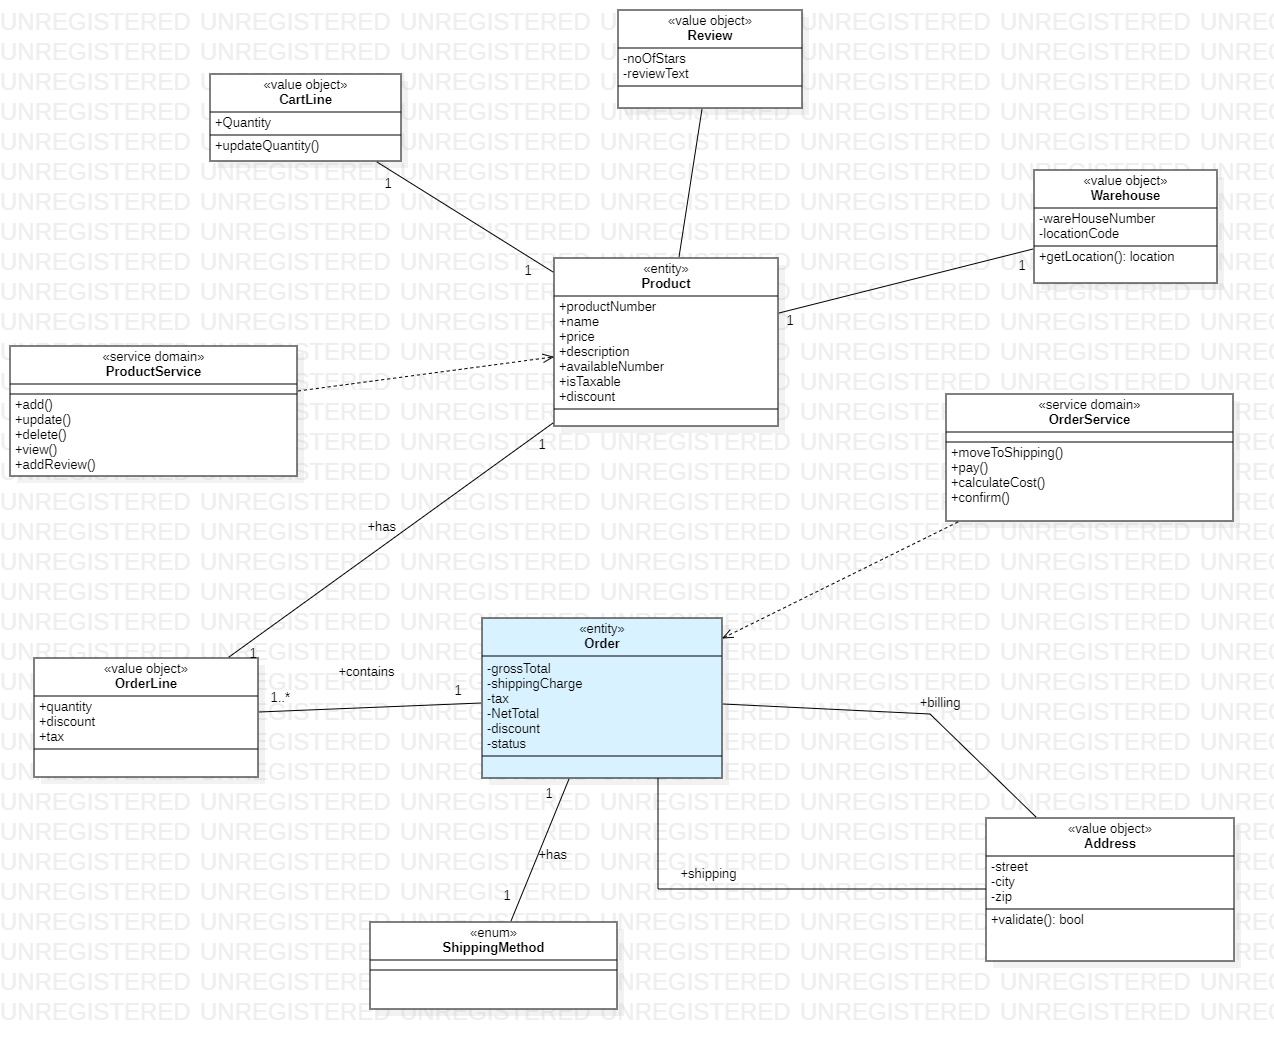 «value object»
Review
-noOfStars
-reviewText
«value object»
CartLine
+Quantity
+updateQuantity()
1
1
«value object»
Warehouse
-wareHouseNumber
-locationCode
+getLocation(): location
1
1
«entity»
Product
+productNumber
+name
+price
+description
+availableNumber
+isTaxable
+discount
«service domain»
ProductService
+add()
+update()
+delete()
+view()
+addReview()
«service domain»
OrderService
+moveToShipping()
+pay()
+calculateCost()
+confirm()
1
+has
1
«value object»
OrderLine
+quantity
+discount
+tax
+contains
1..*
1
«entity»
Order
-grossTotal
-shippingCharge
-tax
-NetTotal
-discount
-status
+billing
1
+has
1
+shipping
«value object»
Address
-street
-city
-zip
+validate(): bool
«enum»
ShippingMethod
UNREGISTERED